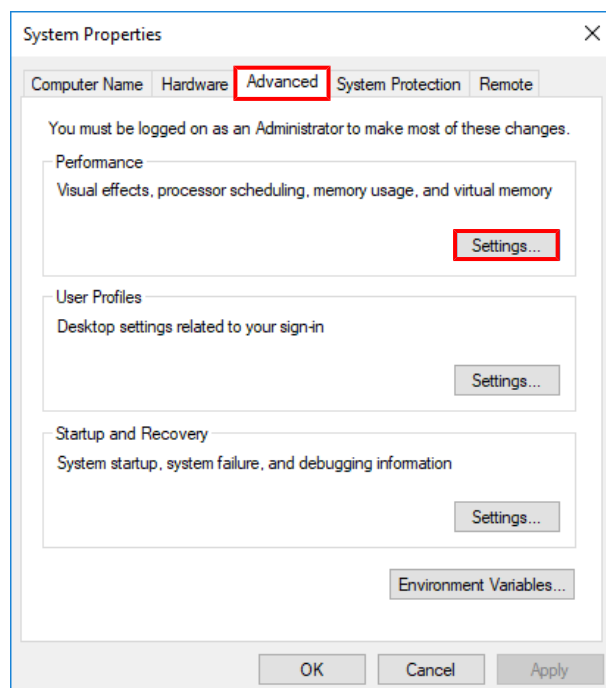 System Properties
Computer Name Hardware Advanced System Protection Remote
You must be logged on as an Administrator to make most of these changes.
Performance
Visual effects, processor scheduling, memory usage, and virtual memory
Settings...
User Profiles
Desktop settings related to your sign-in
Settings...
Startup and Recovery
System startup, system failure, and debugging information
Settings...
Environment Variables...
OK Cancel Apply